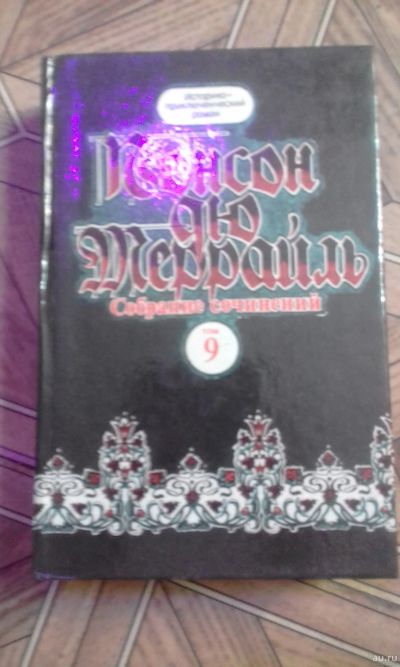 Историко-
приключенческий
роман
Понсон
дю
Террайль
Собрание сочинений
том
9
au.ru